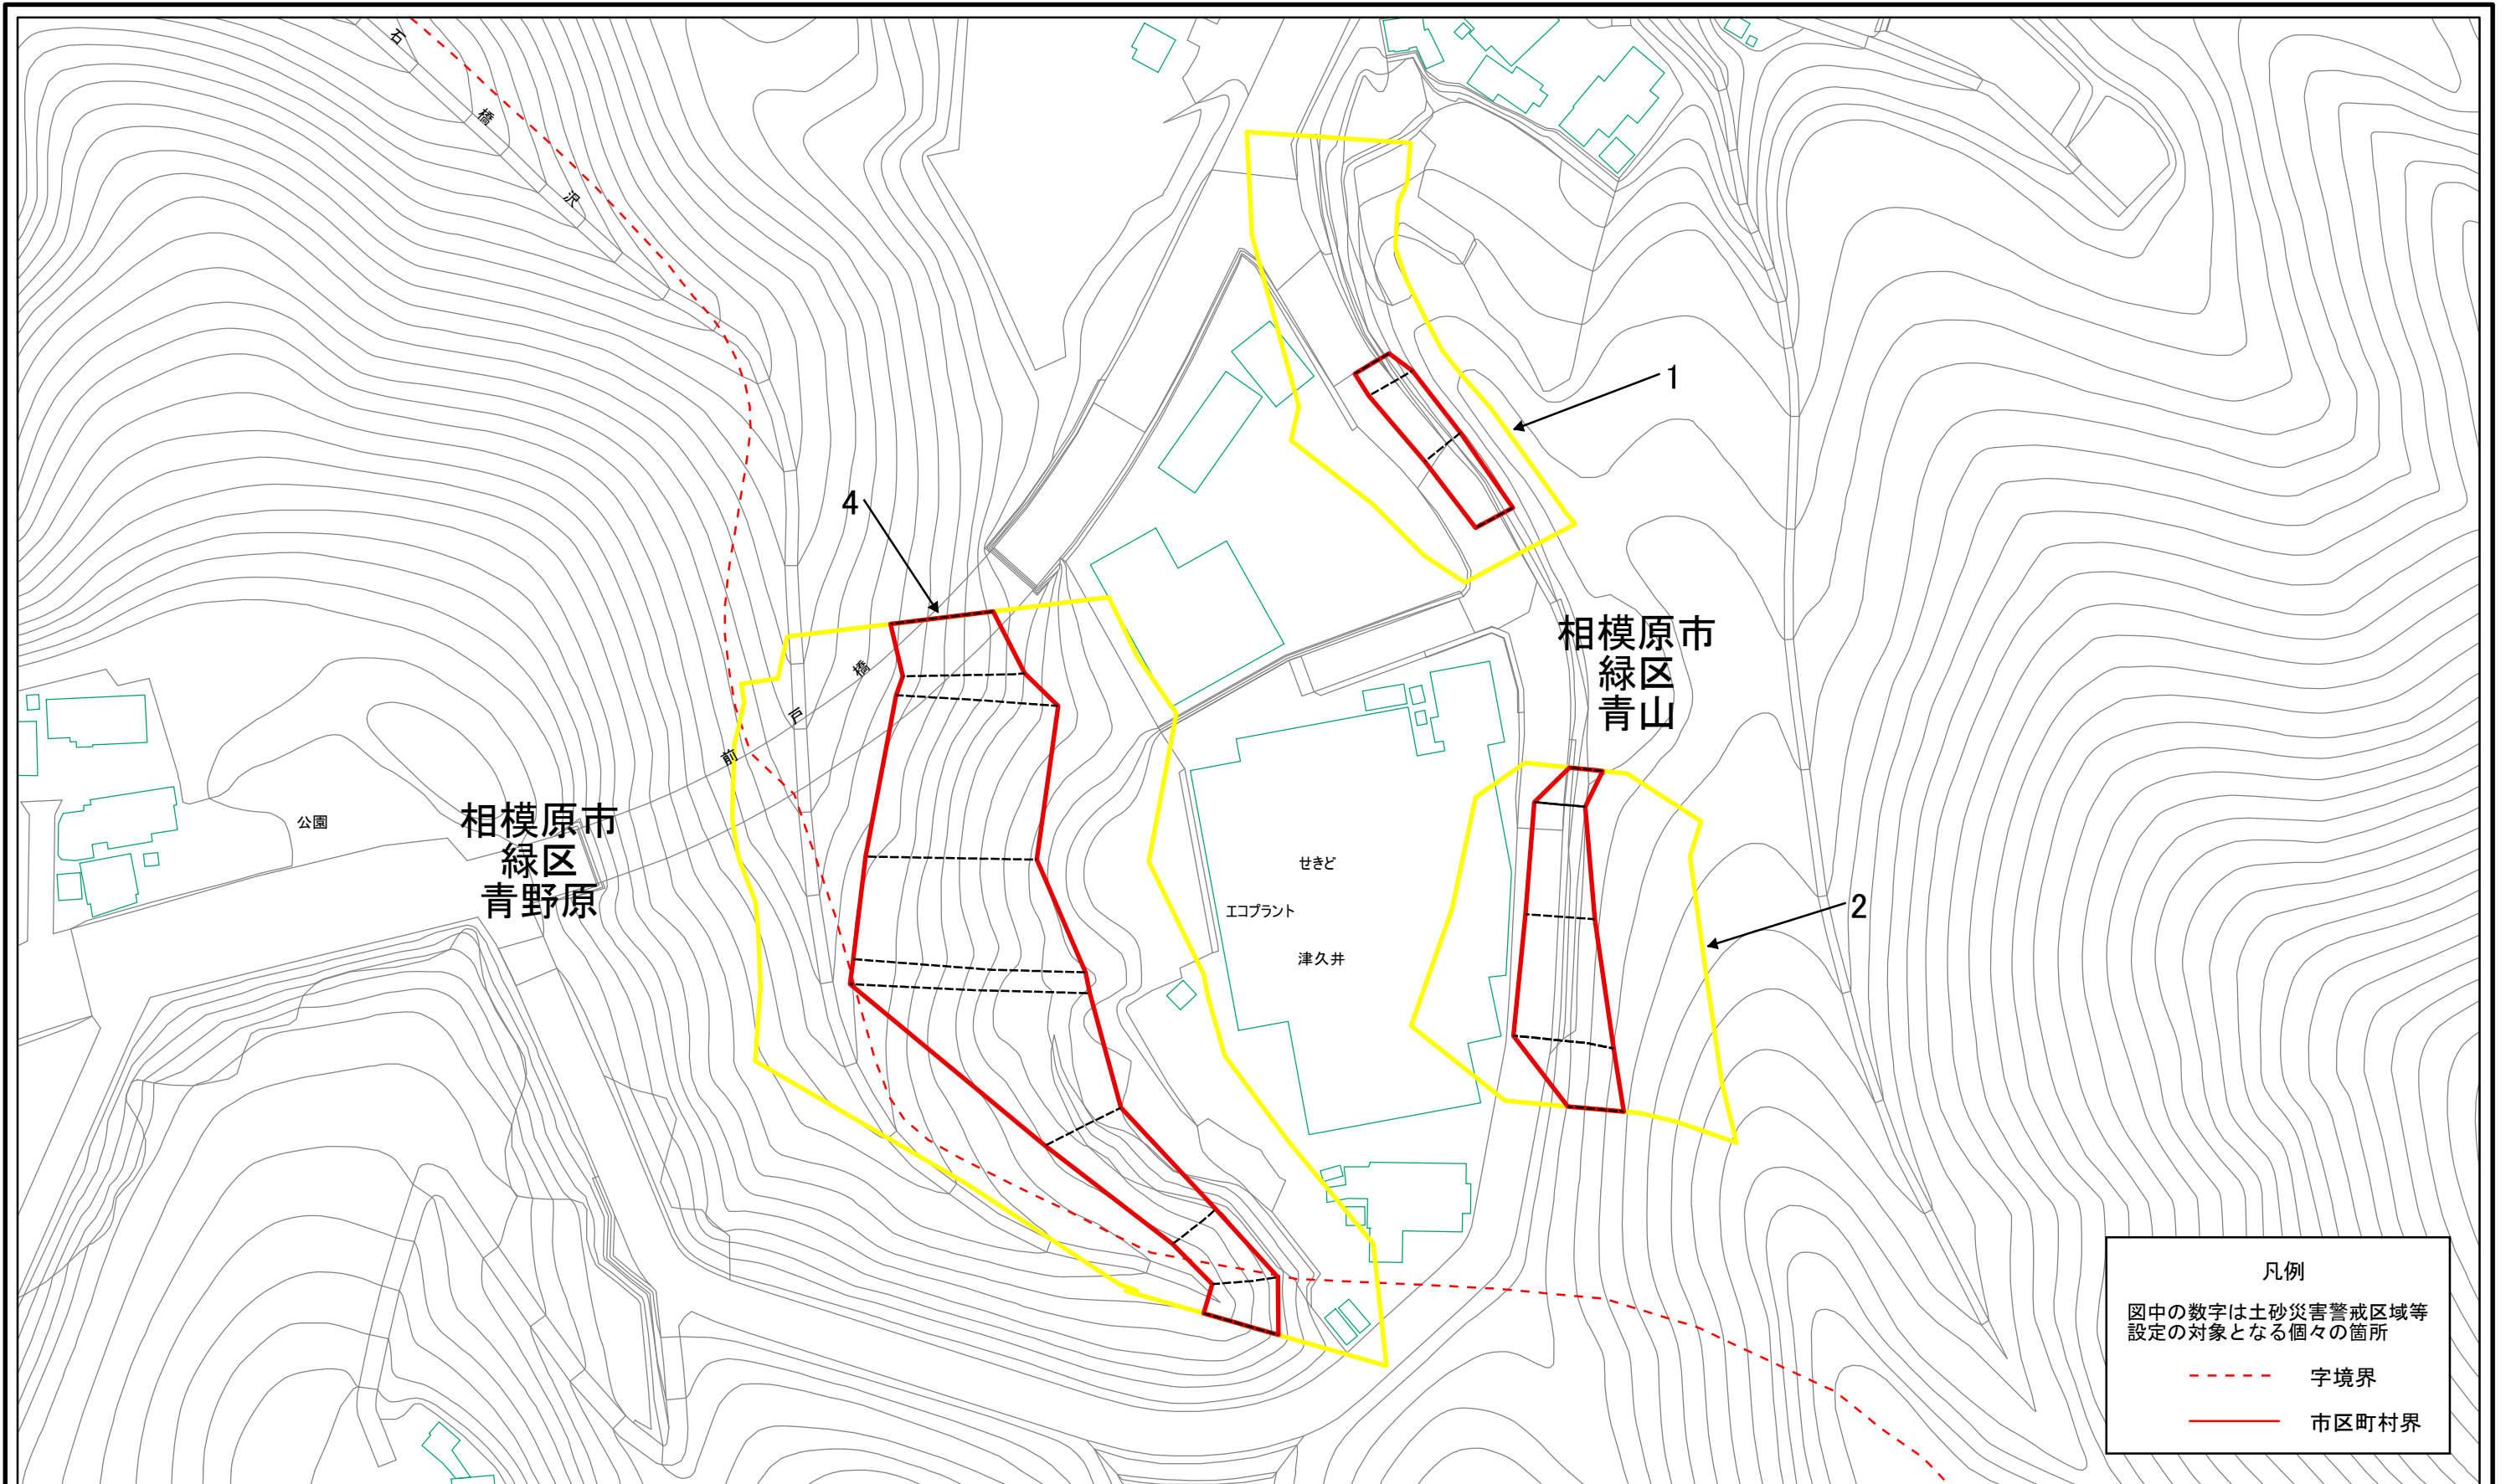 石橋沢
1
4
相模原市
緑区
青山
前戸橋
公園
相模原市
緑区
青野原
せきど
エコプラント
津久井
2
凡例
図中の数字は土砂災害警戒区域等
設定の対象となる個々の箇所
字境界
市区町村界